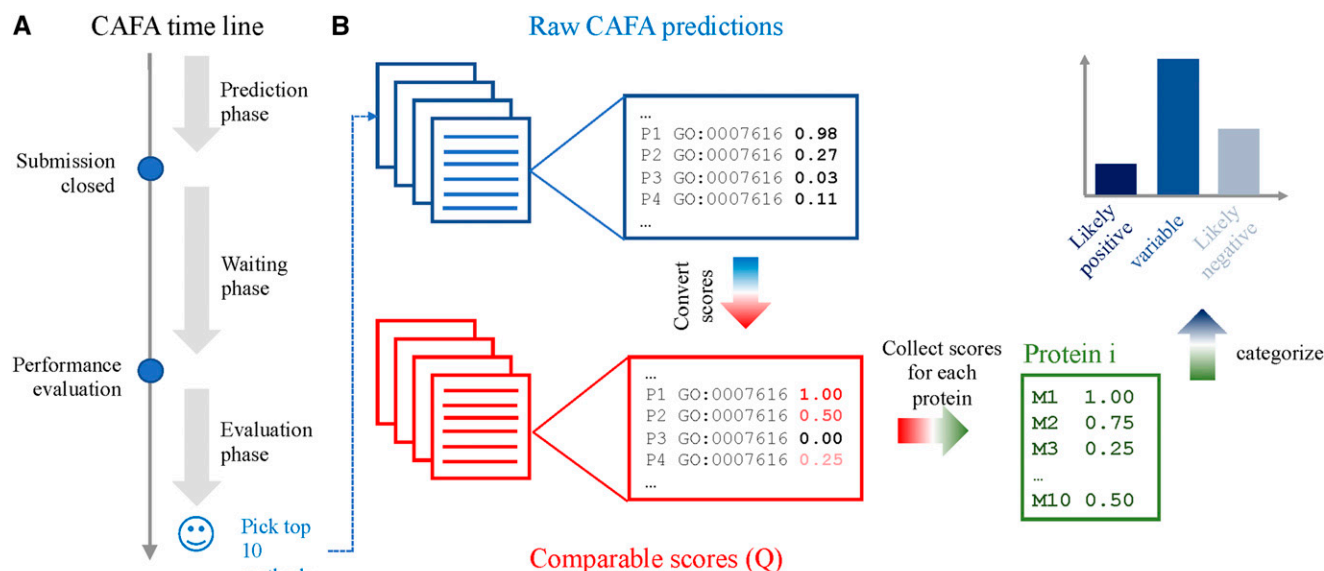 A
CAFA time line
Prediction
phase
Submission
closed
Waiting
phase
Performance
evaluation
Evaluation
phase
Pick top
10
B
Raw CAFA predictions
...
P1 GO:0007616 0.98
P2 GO:0007616 0.27
P3 GO:0007616 0.03
P4 GO:0007616 0.11
...
Convert
scores
...
P1 GO:0007616 1.00
P2 GO:0007616 0.50
P3 GO:0007616 0.00
P4 GO:0007616 0.25
...
Comparable scores (Q)
Collect scores
for each
protein
Protein i
M1 1.00
M2 0.75
M3 0.25
...
M10 0.50
categorize
Likely
positive
variable
Likely
negative